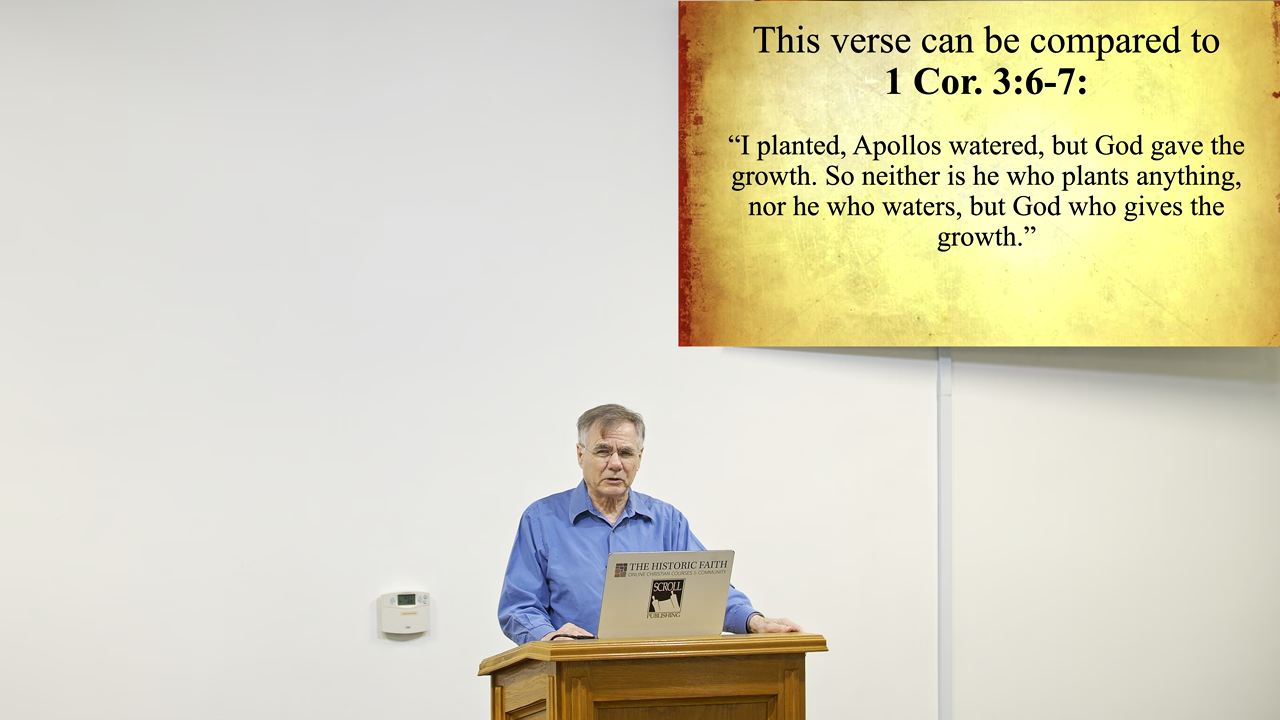 This verse can be compared to
1 Cor. 3:6-7:
“I planted, Apollos watered, but God gave the
growth. So neither is he who plants anything,
nor he who waters, but God who gives the
growth.”
THE HISTORIC FAITH
ONLINE CHRISTIAN COURSES & COMMUNITY
SCROLL
PUBLISHING